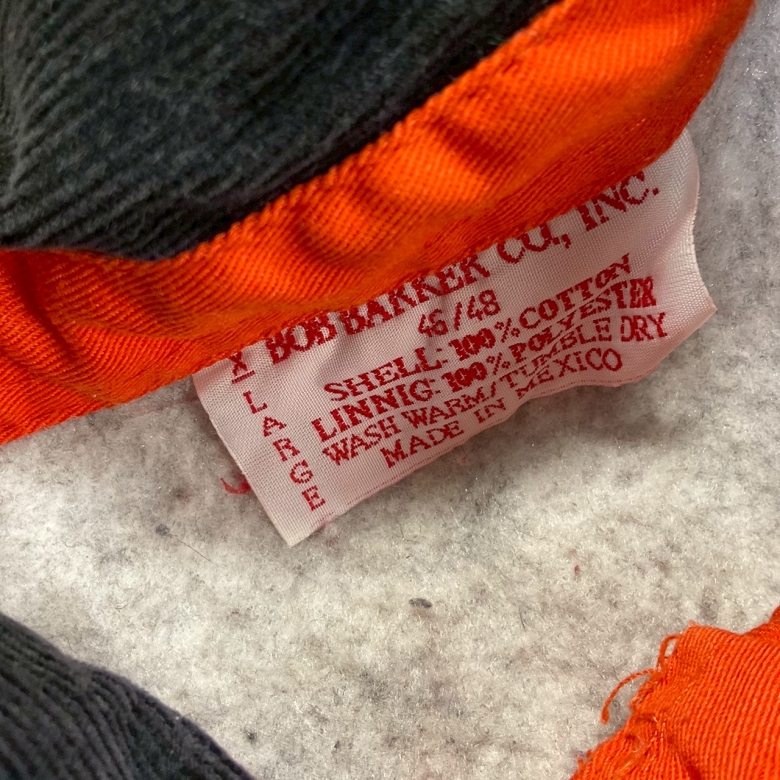 BOB BARKER CO., INC.
46/48
SHELL: 100% COTTON
LINNIG: 100% POLYESTER
WASH WARM/TUMBLE DRY
MADE IN MEXICO
X LARGE